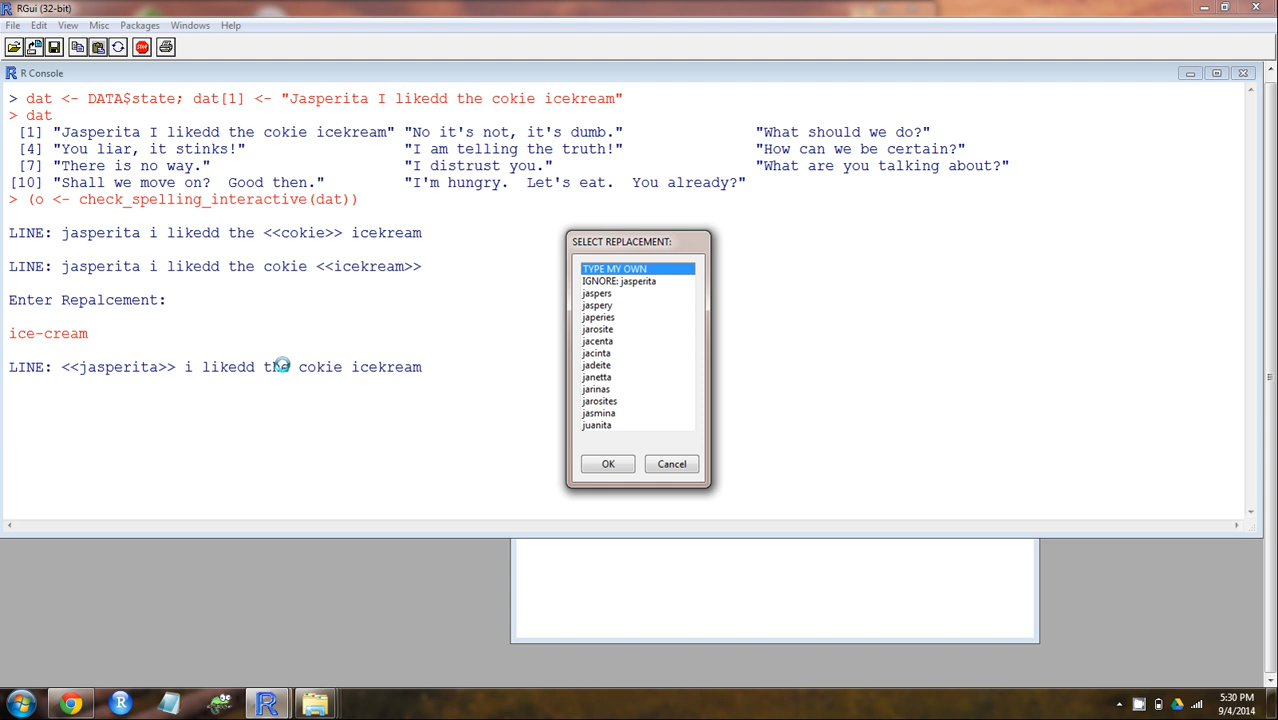 RGui (32-bit)
File Edit View Misc Packages Windows Help
STOP
R Console
> dat <- DATA$state; dat[1] <- "Jasperita I likedd the cokie icekream"
> dat
[1] "Jasperita I likedd the cokie icekream" "No it's not, it's dumb." "What should we do?"
[4] "You liar, it stinks!" "I am telling the truth!" "How can we be certain?"
[7] "There is no way." "I distrust you." "What are you talking about?"
[10] "Shall we move on?  Good then." "I'm hungry.  Let's eat.  You already?"
> (o <- check_spelling_interactive(dat))
LINE: jasperita i likedd the <<cokie>> icekream
LINE: jasperita i likedd the cokie <<icekream>>
Enter Repalcement:
ice-cream
LINE: <<jasperita>> i likedd the cokie icekream
SELECT REPLACEMENT:
TYPE MY OWN
IGNORE: jasperita
jaspers
jaspery
japeries
jarosite
jacenta
jacinta
jadeite
janetta
jarinas
jarosites
jasmina
juanita
OK Cancel
5:30 PM
9/4/2014